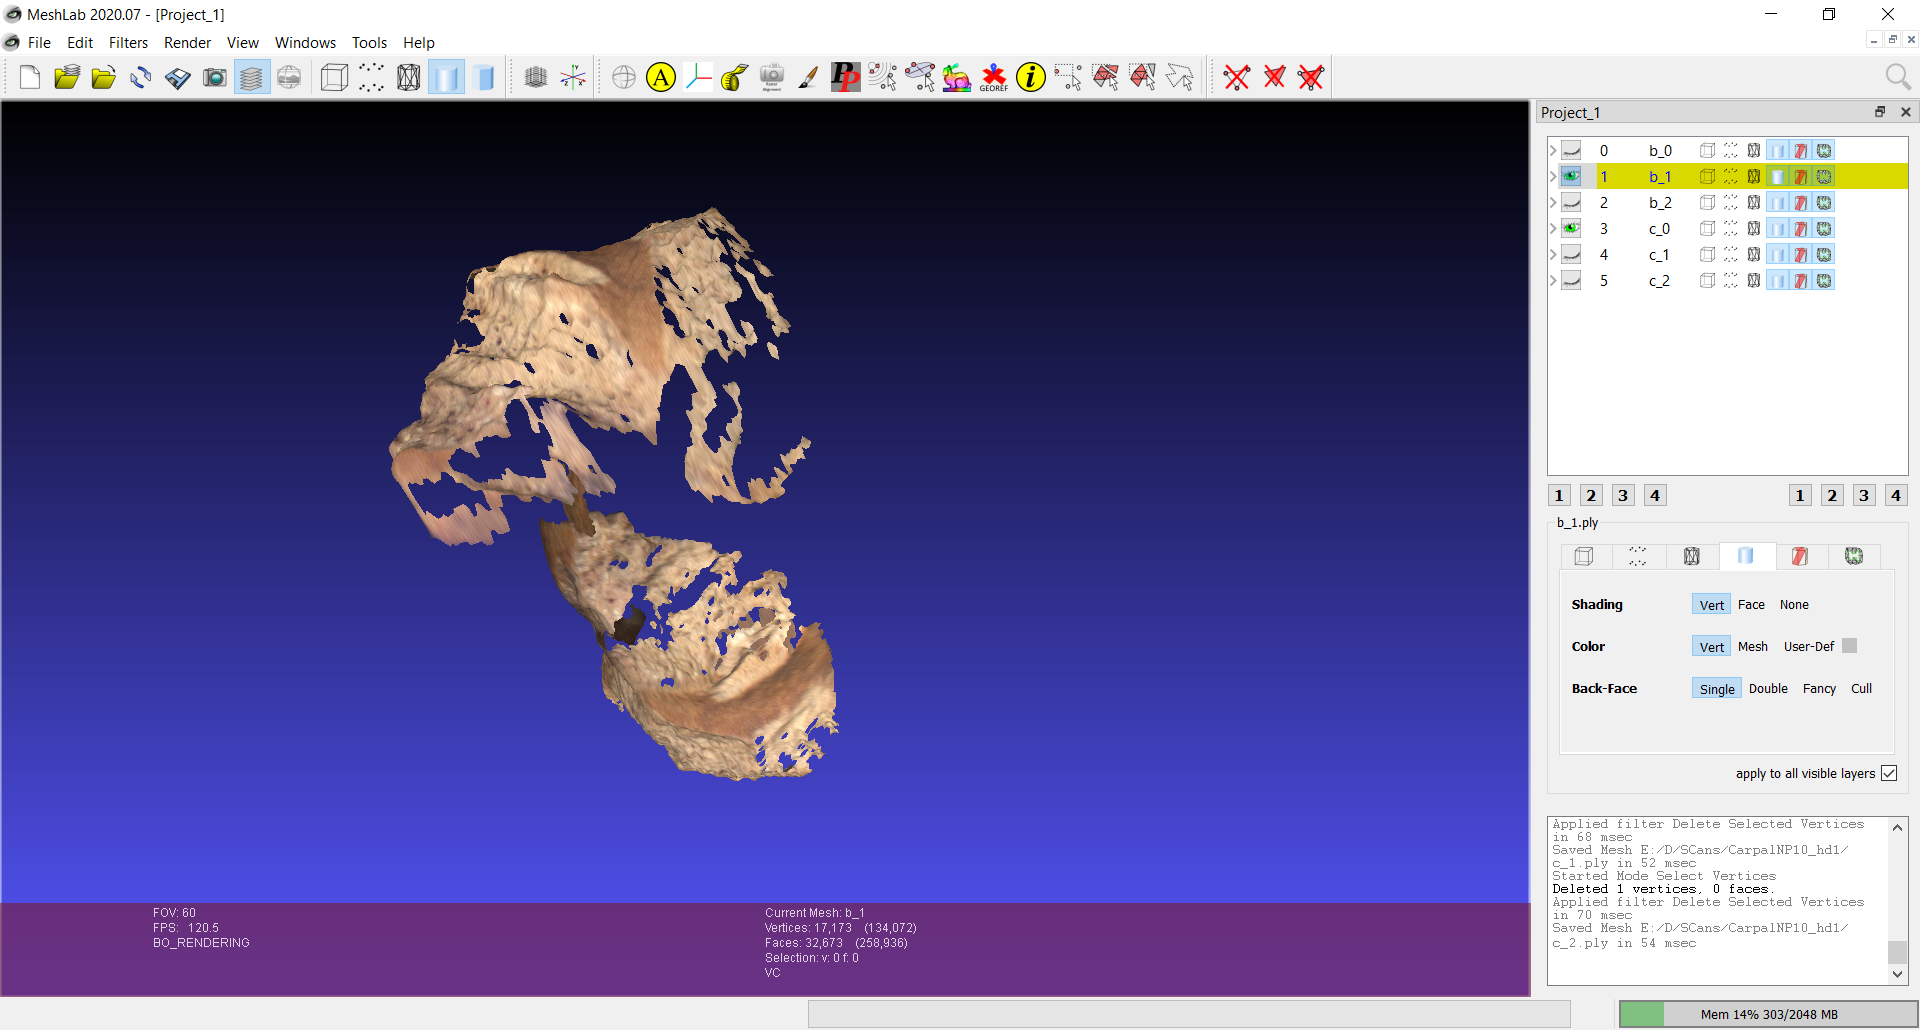 MeshLab 2020.07 - [Project_1]
File Edit Filters Render View Windows Tools Help
A
PP
GEOREF
i
Project_1
0 b_0
1 b_1
2 b_2
3 c_0
4 c_1
5 c_2
1 2 3 4 1 2 3 4
b_1.ply
Shading Vert Face None
Color Vert Mesh User-Def
Back-Face Single Double Fancy Cull
apply to all visible layers
Applied filter Delete Selected Vertices
in 68 msec
Saved Mesh E:/D/SCans/CarpalNP10_hd1/
c_1.ply in 52 msec
Started Mode Select Vertices
Deleted 1 vertices, 0 faces.
Applied filter Delete Selected Vertices
in 70 msec
Saved Mesh E:/D/SCans/CarpalNP10_hd1/
c_2.ply in 54 msec
FOV: 60
FPS: 120.5
BO_RENDERING
Current Mesh: b_1
Vertices: 17,173 (134,072)
Faces: 32,673 (258,936)
Selection: v: 0 f: 0
VC
Mem 14% 303/2048 MB